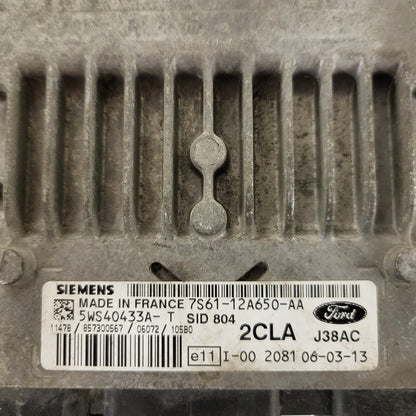 SIEMENS
MADE IN FRANCE 7S61-12A650-AA
5WS40433A- T SID 804
11478 / 857300567 / 06072 / 105B0
2CLA
Ford
J38AC
e11 I-00 2081 06-03-13